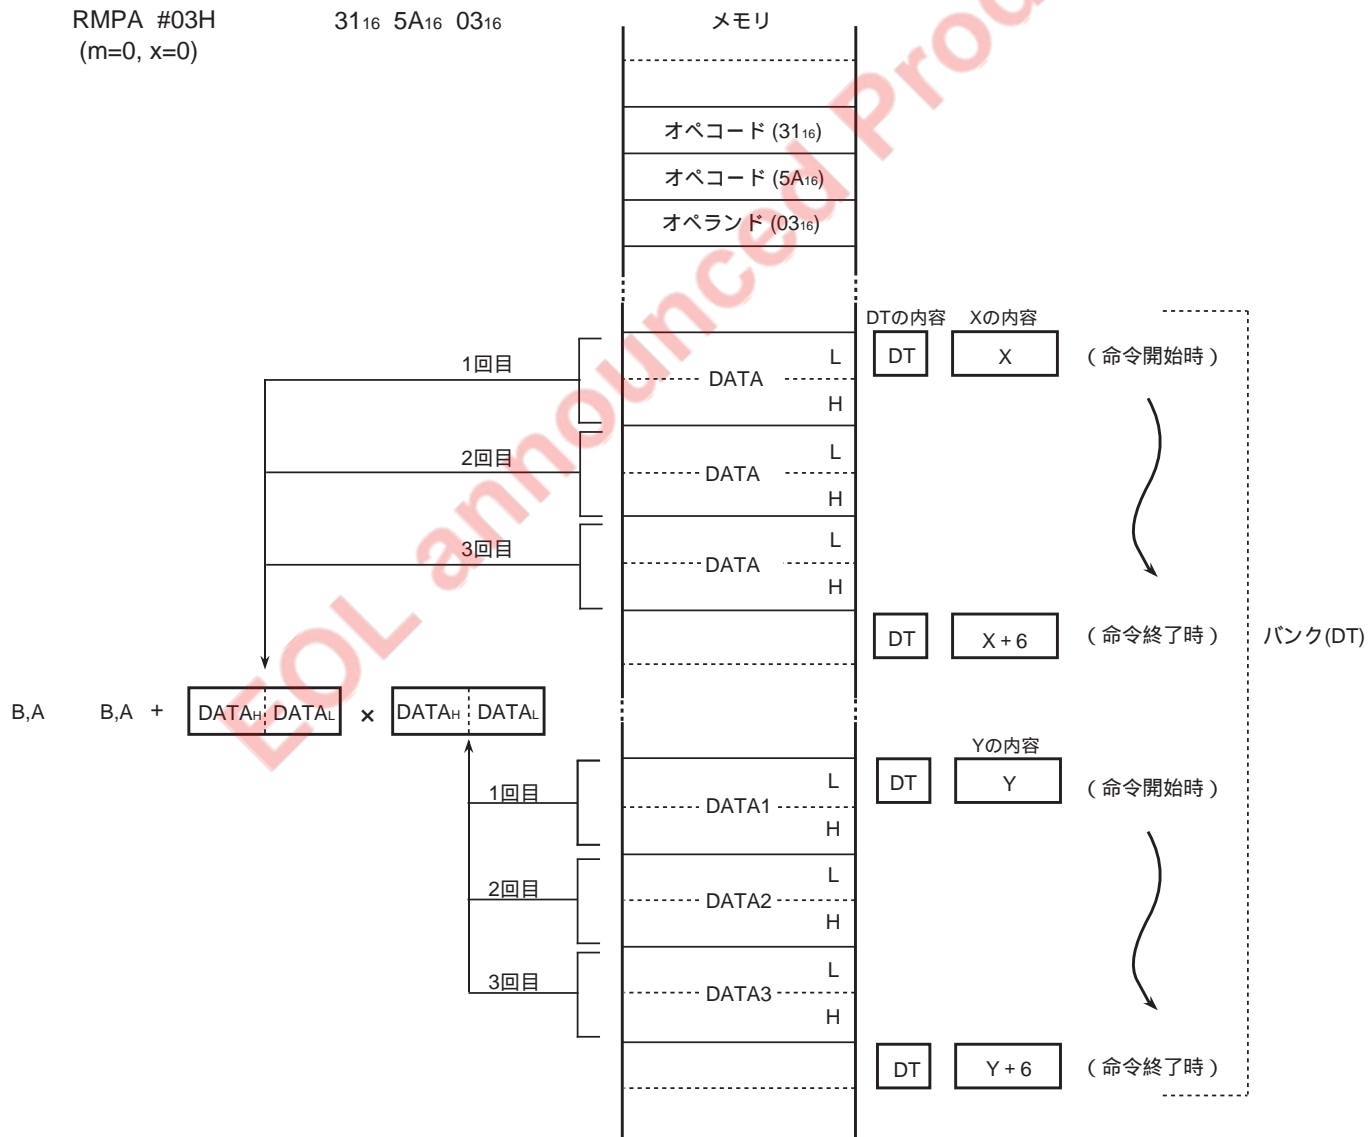 RMPA #03H 31₁₆ 5A₁₆ 03₁₆
(m=0, x=0)
メモリ
オペコード (31₁₆)
オペコード (5A₁₆)
オペランド (03₁₆)
DTの内容 Xの内容
1回目 DATA L H DT X (命令開始時)
2回目 DATA L H
3回目 DATA L H
DT X + 6 (命令終了時)
バンク(DT)
B,A B,A + DATAH DATAL × DATAH DATAL
Yの内容
1回目 DATA1 L H DT Y (命令開始時)
2回目 DATA2 L H
3回目 DATA3 L H
DT Y + 6 (命令終了時)
EOL announced Prod